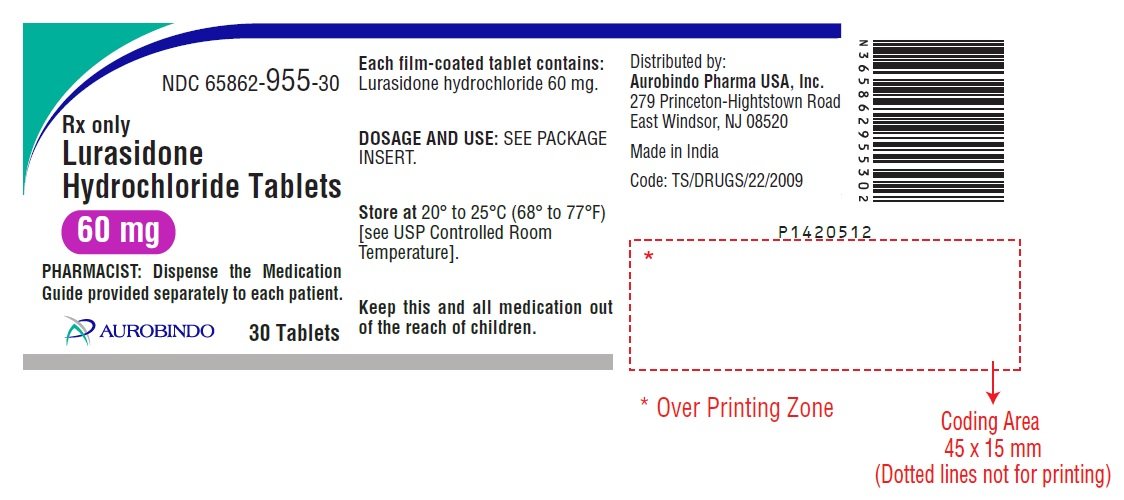 NDC 65862-955-30
Rx only
Lurasidone
Hydrochloride Tablets
60 mg
PHARMACIST: Dispense the Medication
Guide provided separately to each patient.
AUROBINDO
30 Tablets
Each film-coated tablet contains:
Lurasidone hydrochloride 60 mg.
DOSAGE AND USE: SEE PACKAGE
INSERT.
Store at 20° to 25°C (68° to 77°F)
[see USP Controlled Room
Temperature].
Keep this and all medication out
of the reach of children.
Distributed by:
Aurobindo Pharma USA, Inc.
279 Princeton-Hightstown Road
East Windsor, NJ 08520
Made in India
Code: TS/DRUGS/22/2009
N365862955302
P1420512
*
* Over Printing Zone
Coding Area
45 x 15 mm
(Dotted lines not for printing)